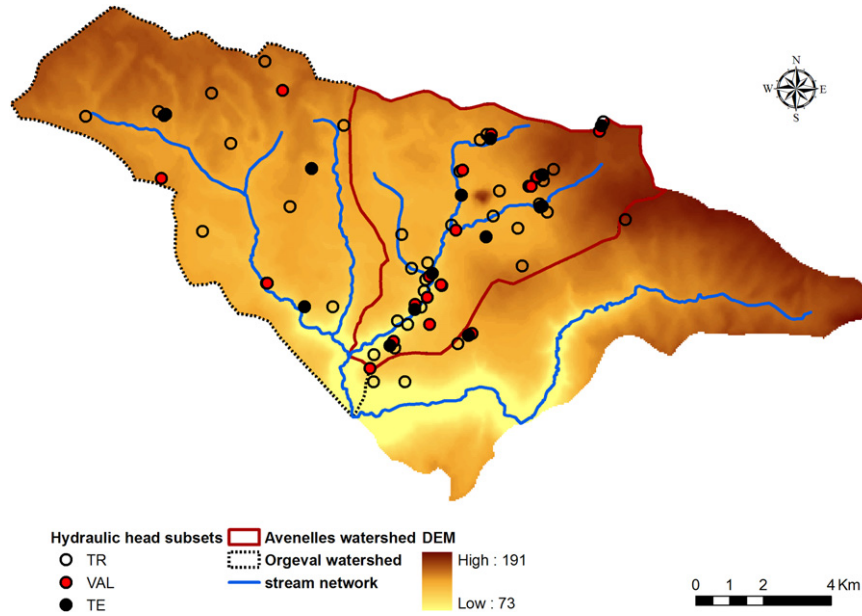 N
W E
S
Hydraulic head subsets
TR
VAL
TE
Avenelles watershed
Orgeval watershed
stream network
DEM
High : 191
Low : 73
0 1 2 4 Km